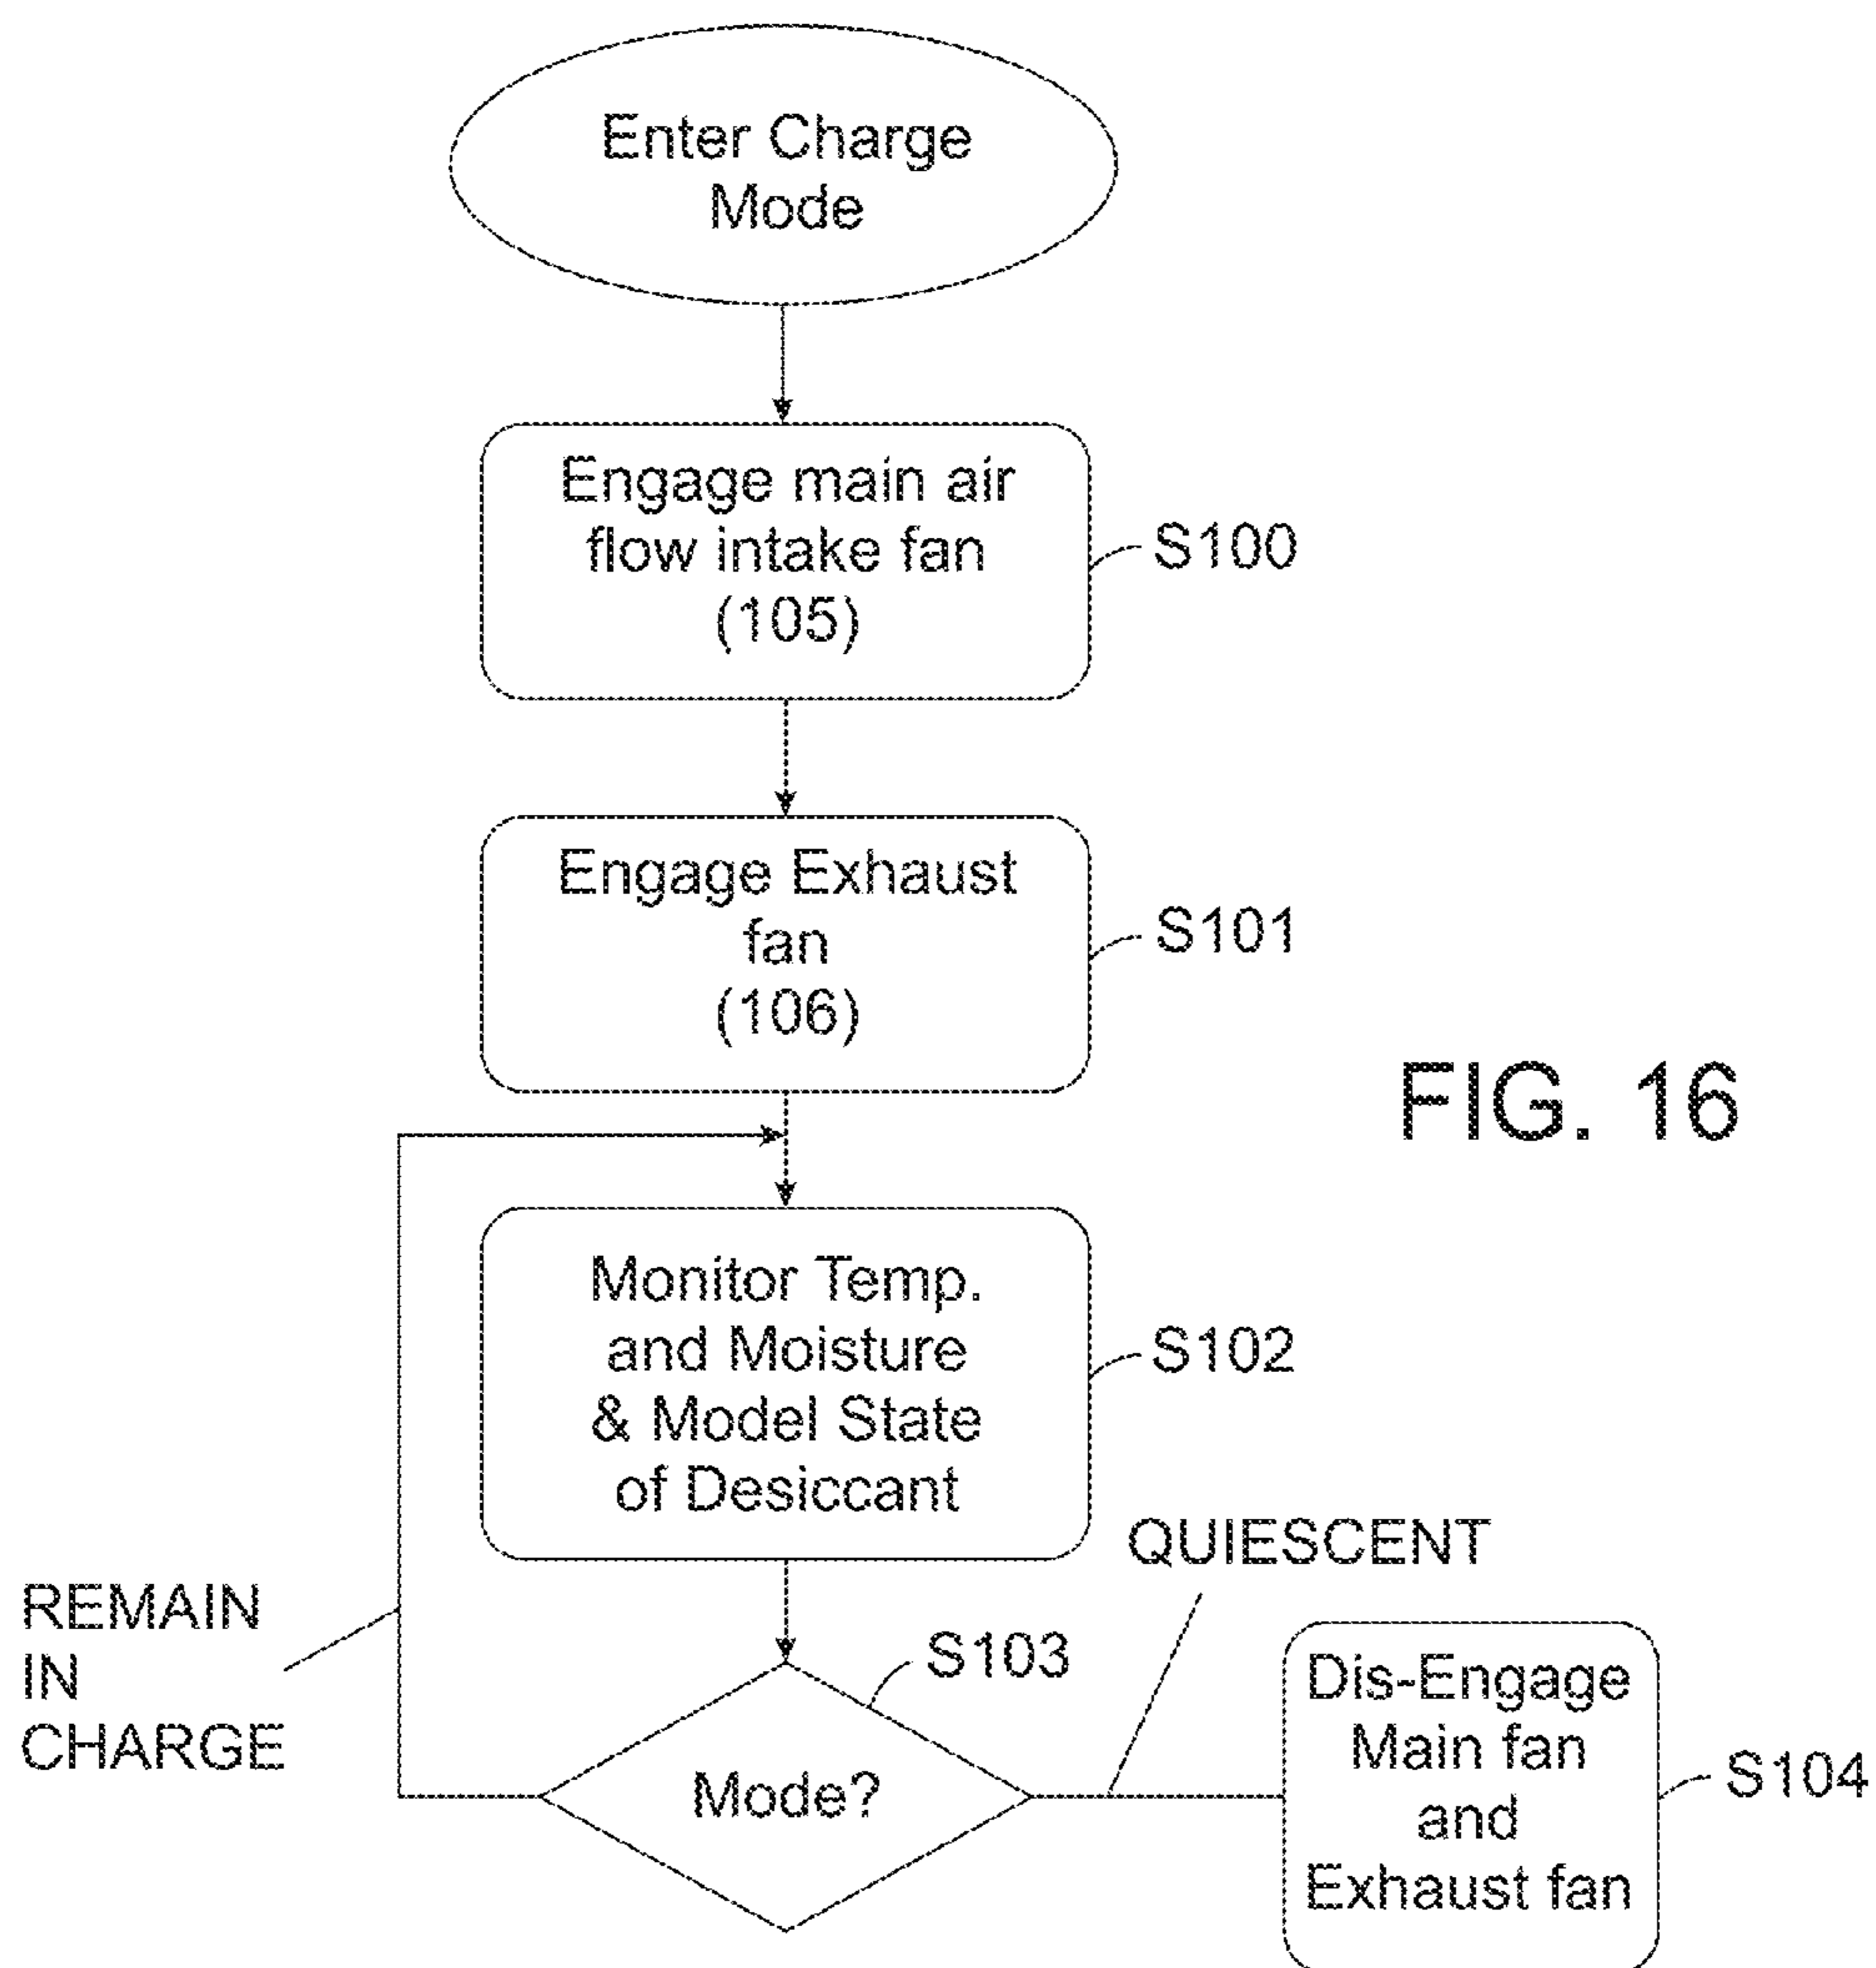 Enter Charge
Mode
Engage main air
flow intake fan
(105)
S100
Engage Exhaust
fan
(106)
S101
FIG. 16
Monitor Temp.
and Moisture
& Model State
of Desiccant
S102
QUIESCENT
REMAIN
IN
CHARGE
S103
Mode?
Dis-Engage
Main fan
and
Exhaust fan
S104